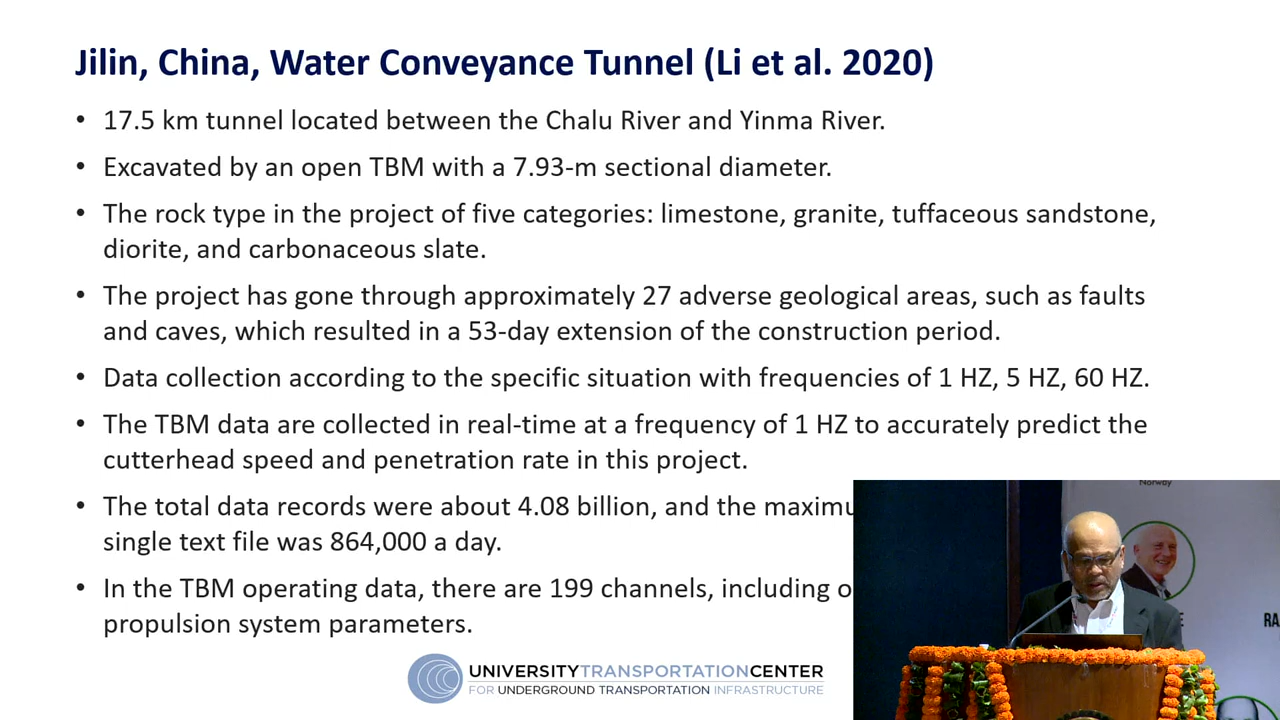 Jilin, China, Water Conveyance Tunnel (Li et al. 2020)
• 17.5 km tunnel located between the Chalu River and Yinma River.
• Excavated by an open TBM with a 7.93-m sectional diameter.
• The rock type in the project of five categories: limestone, granite, tuffaceous sandstone,
diorite, and carbonaceous slate.
• The project has gone through approximately 27 adverse geological areas, such as faults
and caves, which resulted in a 53-day extension of the construction period.
• Data collection according to the specific situation with frequencies of 1 HZ, 5 HZ, 60 HZ.
• The TBM data are collected in real-time at a frequency of 1 HZ to accurately predict the
cutterhead speed and penetration rate in this project.
• The total data records were about 4.08 billion, and the
single text file was 864,000 a day.
• In the TBM operating data, there are 199 channels, including
propulsion system parameters.
Norway
UNIVERSITYTRANSPORTATIONCENTER
FOR UNDERGROUND TRANSPORTATION INFRASTRUCTURE